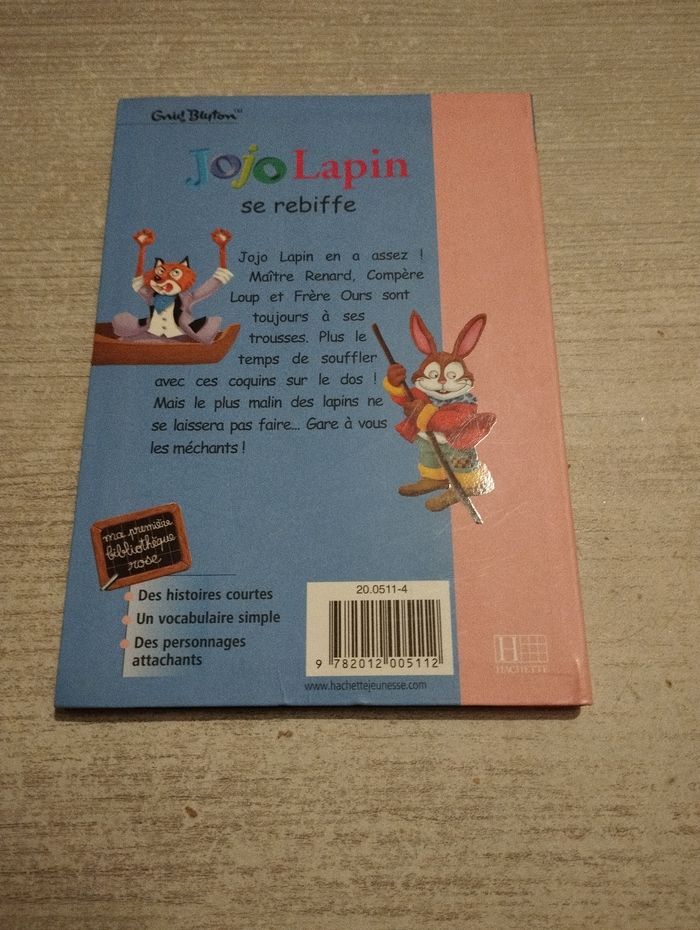 Enid Blyton™
Jojo Lapin
se rebiffe
Jojo Lapin en a assez !
Maître Renard, Compère
Loup et Frère Ours sont
toujours à ses
trousses. Plus le
temps de souffler
avec ces coquins sur le dos !
Mais le plus malin des lapins ne
se laissera pas faire... Gare à vous
les méchants !
ma première
bibliothèque
rose
Des histoires courtes
Un vocabulaire simple
Des personnages
attachants
20.0511-4
9 782012 005112
www.hachettejeunesse.com
H
HACHETTE